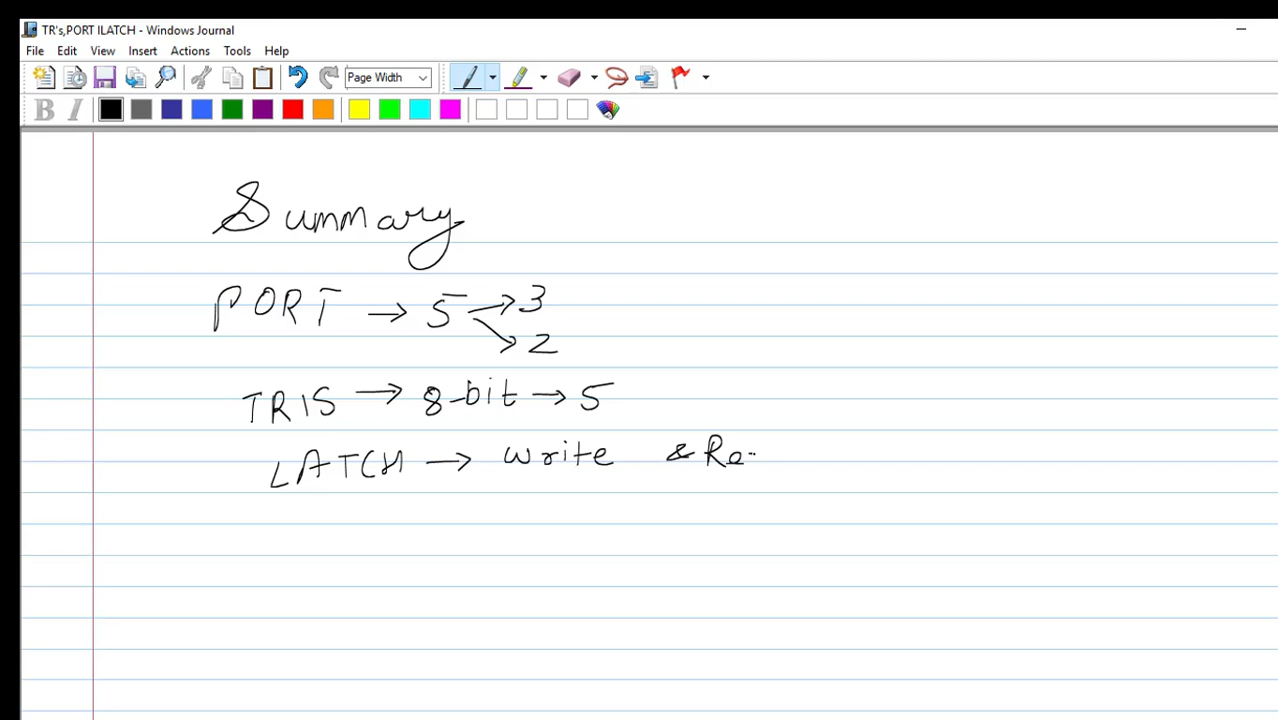 TR's,PORT lLATCH - Windows Journal
File Edit View Insert Actions Tools Help
Page Width
B I
Summary
PORT → 5 → 3
→ 2
TRIS → 8-bit → 5
LATCH → write & Re